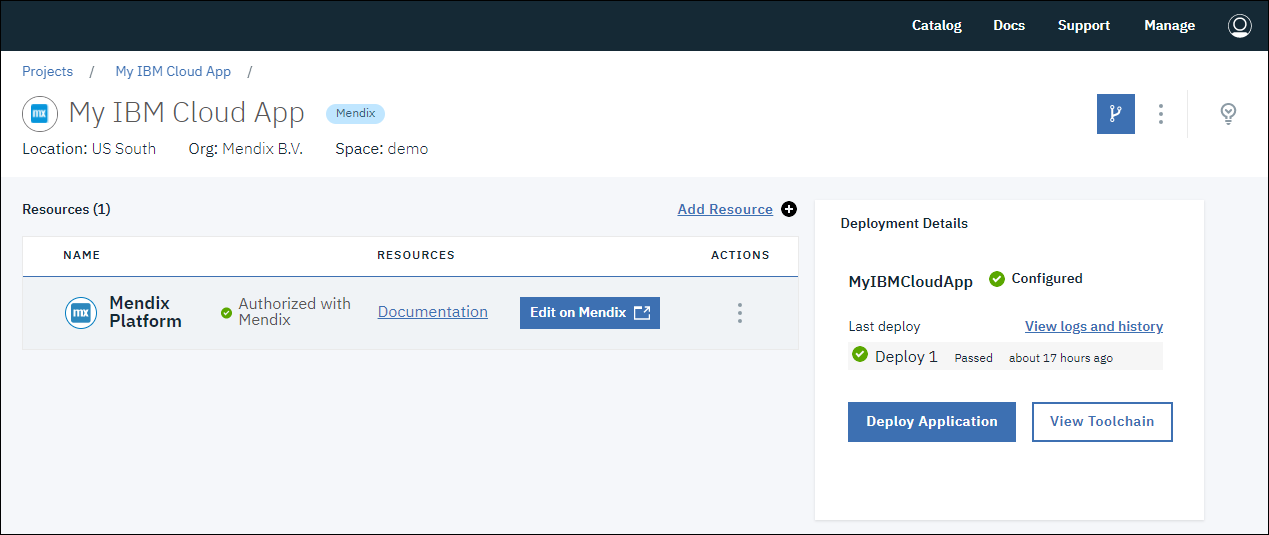 Catalog Docs Support Manage
Projects / My IBM Cloud App /
mx My IBM Cloud App Mendix
Location: US South Org: Mendix B.V. Space: demo
Resources (1) Add Resource
NAME RESOURCES ACTIONS
mx Mendix Platform Authorized with Mendix Documentation Edit on Mendix
Deployment Details
MyIBMCloudApp Configured
Last deploy View logs and history
Deploy 1 Passed about 17 hours ago
Deploy Application View Toolchain